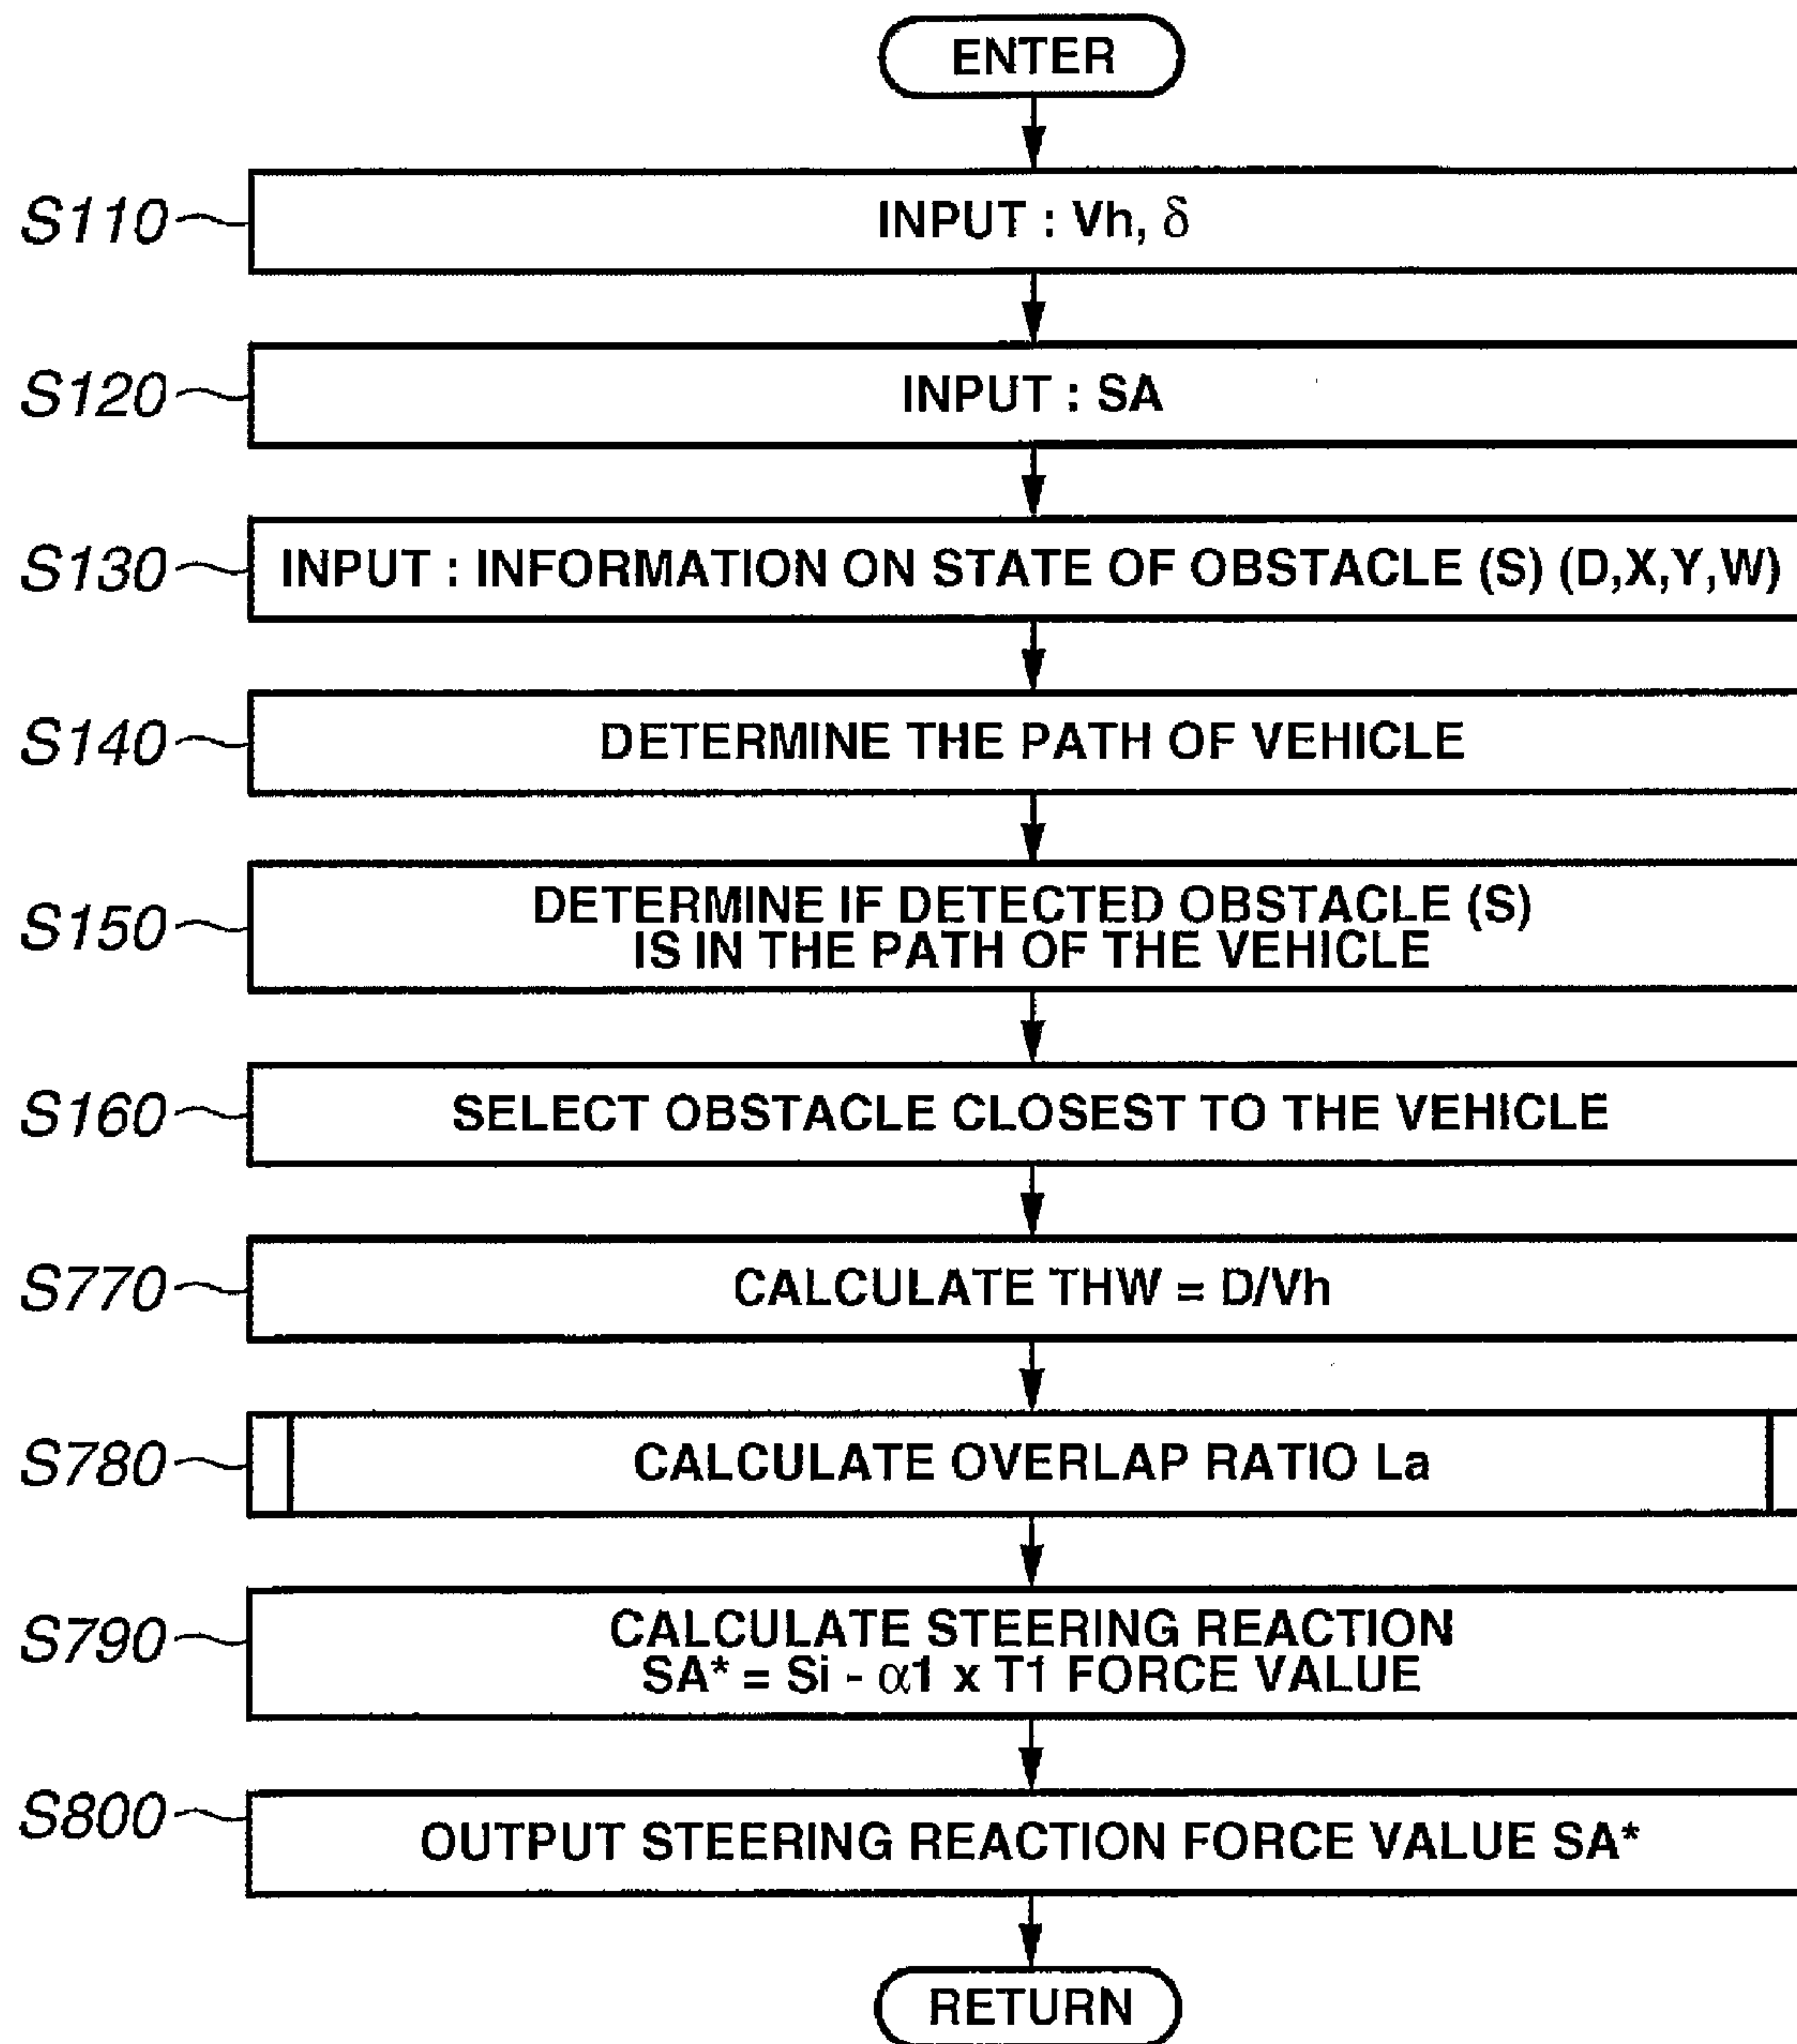 ENTER
S110
INPUT : Vh, δ
S120
INPUT : SA
S130
INPUT : INFORMATION ON STATE OF OBSTACLE (S) (D,X,Y,W)
S140
DETERMINE THE PATH OF VEHICLE
S150
DETERMINE IF DETECTED OBSTACLE (S)
IS IN THE PATH OF THE VEHICLE
S160
SELECT OBSTACLE CLOSEST TO THE VEHICLE
S770
CALCULATE THW = D/Vh
S780
CALCULATE OVERLAP RATIO La
S790
CALCULATE STEERING REACTION
SA* = Si - α1 x T1 FORCE VALUE
S800
OUTPUT STEERING REACTION FORCE VALUE SA*
RETURN